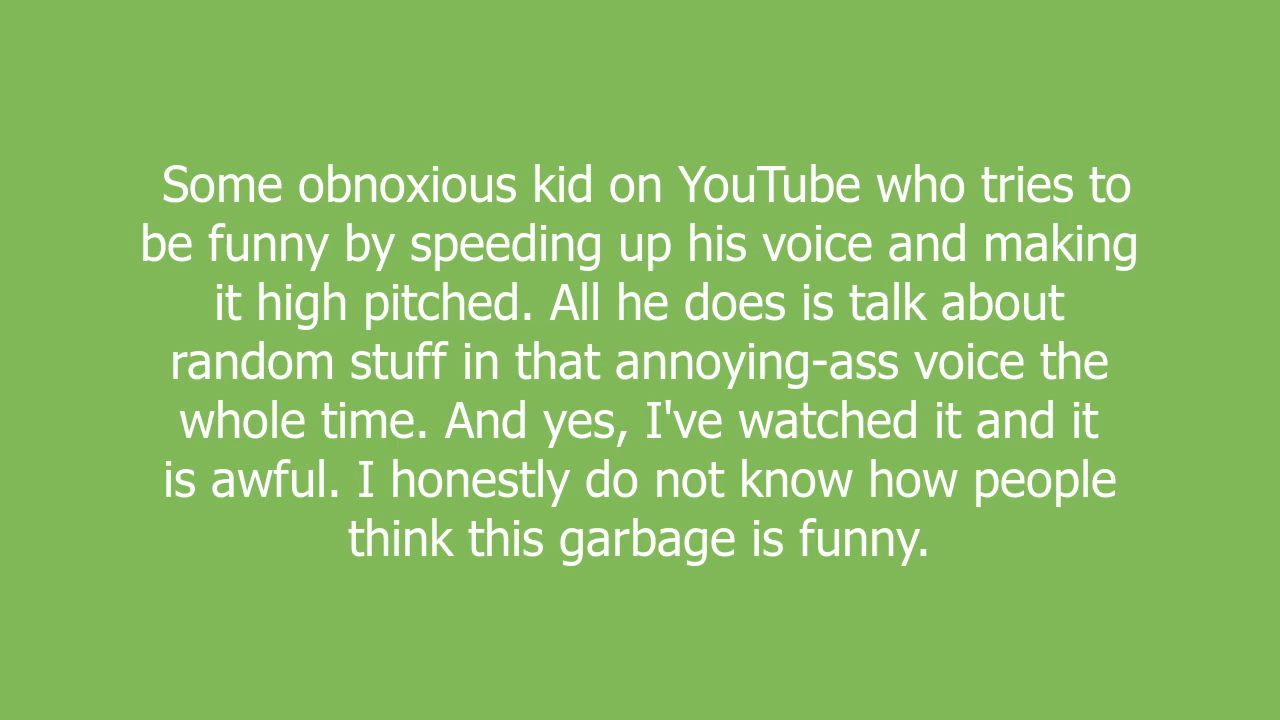 Some obnoxious kid on YouTube who tries to
be funny by speeding up his voice and making
it high pitched. All he does is talk about
random stuff in that annoying-ass voice the
whole time. And yes, I've watched it and it
is awful. I honestly do not know how people
think this garbage is funny.